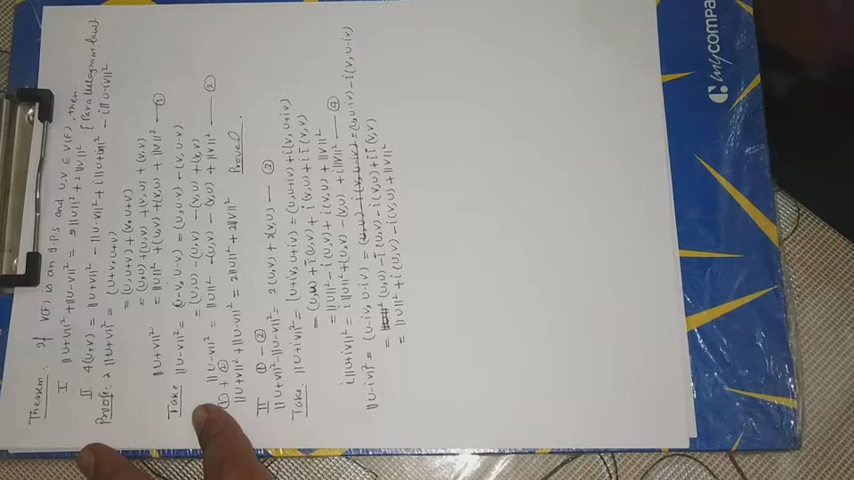 Theorem: If V(F) is an I.P.S and u,v ∈ V(F), then
I ||u+v||² + ||u-v||² = 2||u||² + 2||v||² {Parallelogram law}
II 4(u,v) = ||u+v||² - ||u-v||² + i||u+iv||² - i||u-iv||²
Proof: ||u+v||² = (u+v, u+v)
= (u,u+v) + (v,u+v)
= (u,u) + (u,v) + (v,u) + (v,v)
||u+v||² = ||u||² + (u,v) + (v,u) + ||v||² — ①
Take ||u-v||² = (u-v, u-v) = (u,u-v) - (v,u-v)
= (u,u) - (u,v) - (v,u) + (v,v)
||u-v||² = ||u||² - (u,v) - (v,u) + ||v||² — ②
① + ②
||u+v||² + ||u-v||² = 2||u||² + 2||v||² Proved.
II ① - ②
||u+v||² - ||u-v||² = 2(u,v) + 2(v,u) — ③
Take ||u+iv||² = (u+iv, u+iv) = (u,u+iv) + i(v,u+iv)
= (u,u) + i̅(u,v) + i(v,u) + i i̅(v,v)
= ||u||² - i(u,v) + i(v,u) + ||v||²
i||u+iv||² = i||u||² + (u,v) - (v,u) + i||v||² — ④
||u-iv||² = (u-iv, u-iv) = (u,u-iv) - i(v,u-iv)
= (u,u) - i̅(u,v) - i(v,u) + i i̅(v,v)
= ||u||² + i(u,v) - i(v,u) + ||v||²
mycompa